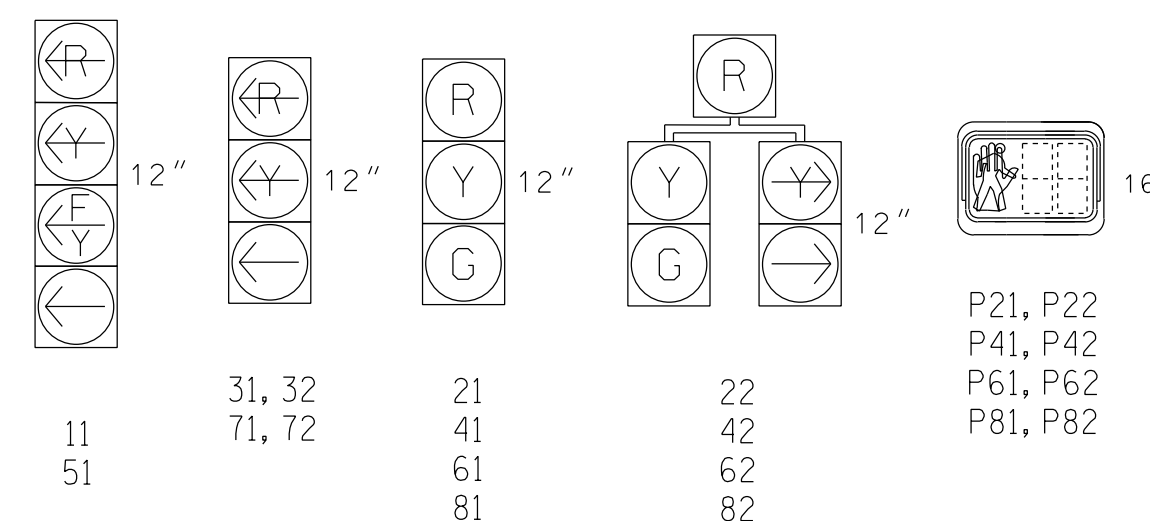 R
Y
F
Y
12"
11
51
R
Y
12"
31, 32
71, 72
R
Y
G
12"
21
41
61
81
R
Y
G
Y
12"
22
42
62
82
16
P21, P22
P41, P42
P61, P62
P81, P82